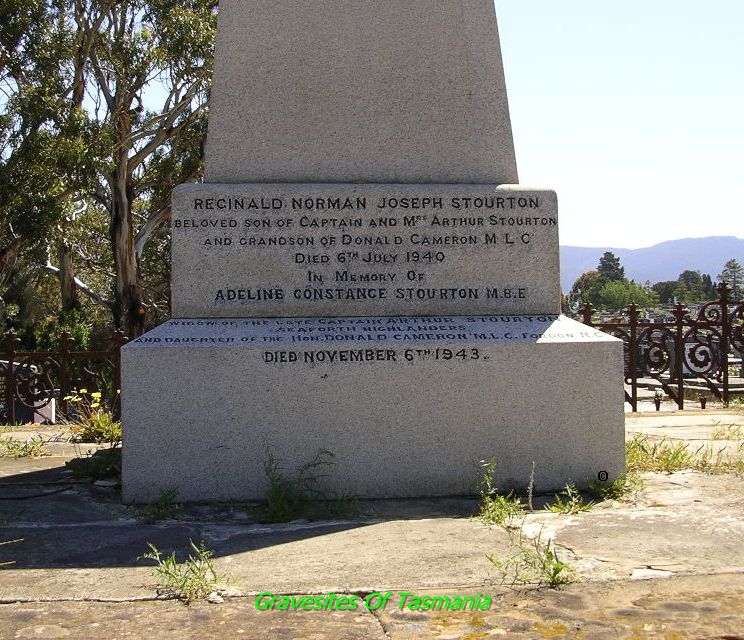 REGINALD NORMAN JOSEPH STOURTON
BELOVED SON OF CAPTAIN AND MRS ARTHUR STOURTON
AND GRANDSON OF DONALD CAMERON M L C
DIED 6TH JULY 1940
IN MEMORY OF
ADELINE CONSTANCE STOURTON M.B.E
WIDOW OF THE LATE CAPTAIN ARTHUR STOURTON
SEAFORTH HIGHLANDERS
AND DAUGHTER OF THE HON. DONALD CAMERON M.L.C. FORDON
DIED NOVEMBER 6TH 1943.
©
Gravesites Of Tasmania